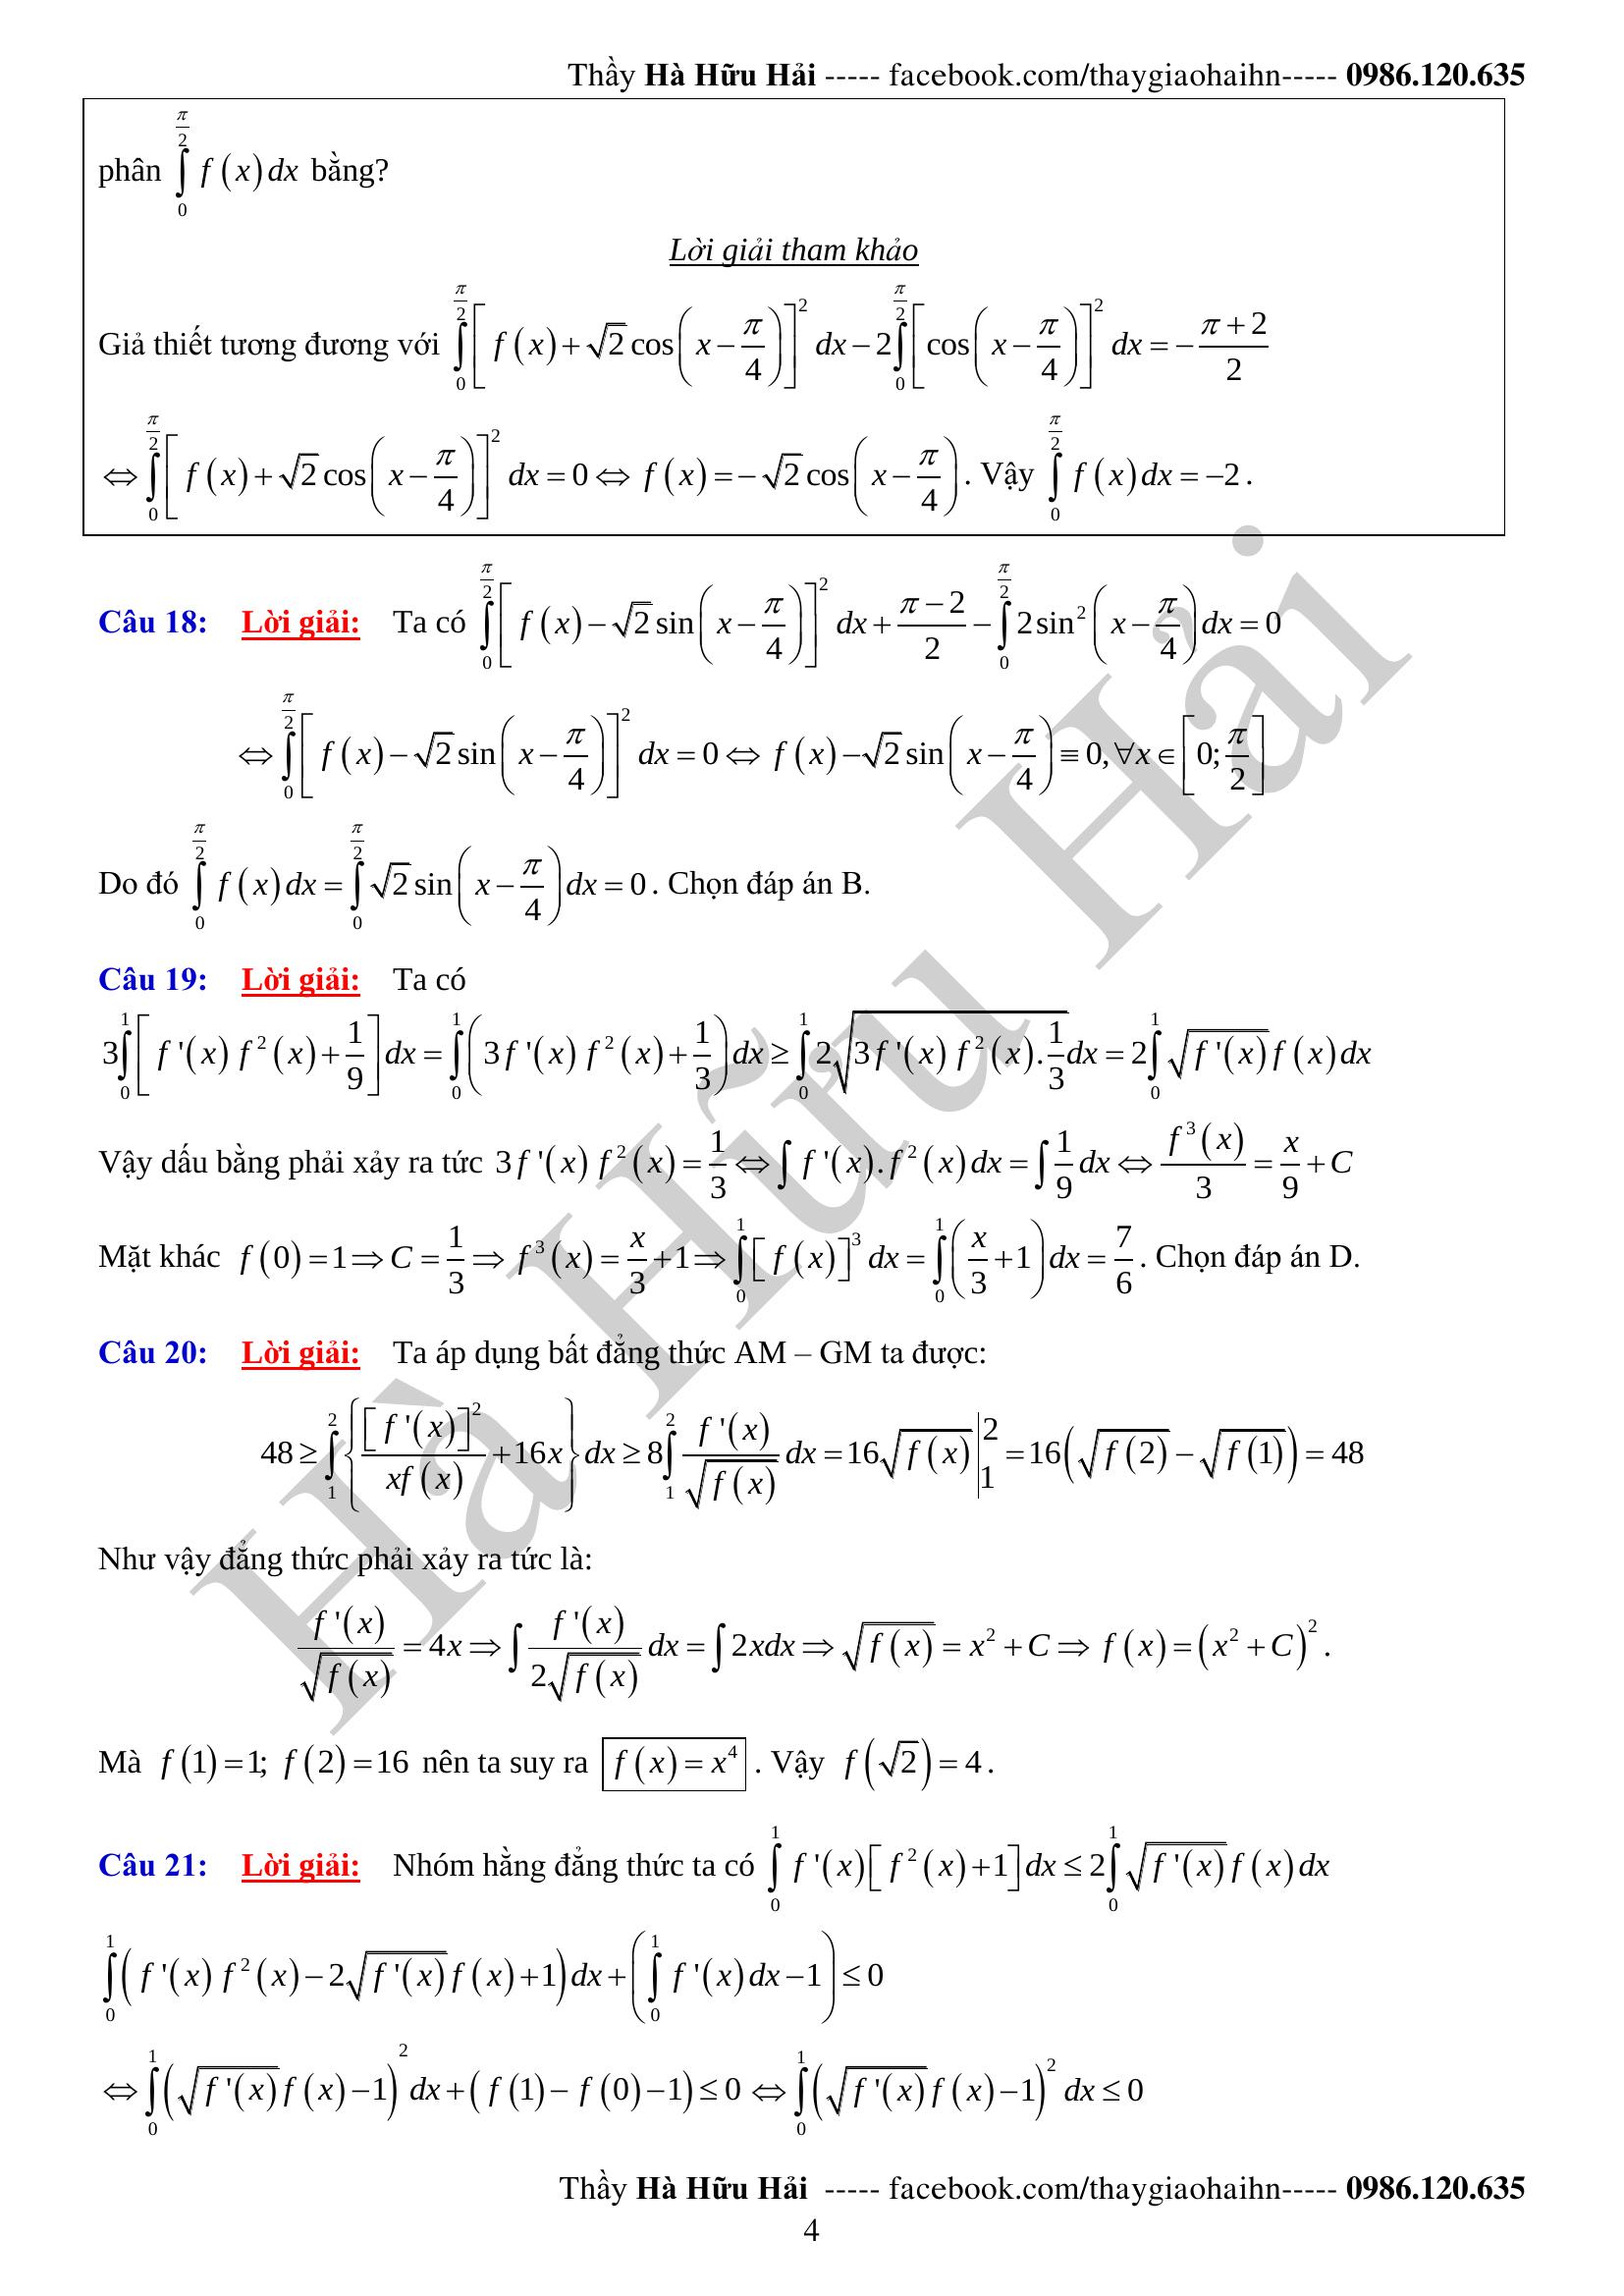 Thầy Hà Hữu Hải ----- facebook.com/thaygiaohaihn----- 0986.120.635
phân $\int_0^{\frac{\pi}{2}} f(x)dx$ bằng?
Lời giải tham khảo
Giả thiết tương đương với $\int_0^{\frac{\pi}{2}}\left[f(x)+\sqrt{2}\cos\left(x-\frac{\pi}{4}\right)\right]^2dx-2\int_0^{\frac{\pi}{2}}\left[\cos\left(x-\frac{\pi}{4}\right)\right]^2dx=-\frac{\pi+2}{2}$
$\Leftrightarrow\int_0^{\frac{\pi}{2}}\left[f(x)+\sqrt{2}\cos\left(x-\frac{\pi}{4}\right)\right]^2dx=0\Leftrightarrow f(x)=-\sqrt{2}\cos\left(x-\frac{\pi}{4}\right)$. Vậy $\int_0^{\frac{\pi}{2}}f(x)dx=-2$.
Câu 18: Lời giải: Ta có $\int_0^{\frac{\pi}{2}}\left[f(x)-\sqrt{2}\sin\left(x-\frac{\pi}{4}\right)\right]^2dx+\frac{\pi-2}{2}-\int_0^{\frac{\pi}{2}}2\sin^2\left(x-\frac{\pi}{4}\right)dx=0$
$\Leftrightarrow\int_0^{\frac{\pi}{2}}\left[f(x)-\sqrt{2}\sin\left(x-\frac{\pi}{4}\right)\right]^2dx=0\Leftrightarrow f(x)-\sqrt{2}\sin\left(x-\frac{\pi}{4}\right)\equiv 0,\forall x\in\left[0;\frac{\pi}{2}\right]$
Do đó $\int_0^{\frac{\pi}{2}}f(x)dx=\int_0^{\frac{\pi}{2}}\sqrt{2}\sin\left(x-\frac{\pi}{4}\right)dx=0$. Chọn đáp án B.
Câu 19: Lời giải: Ta có
$3\int_0^1\left[f'(x)f^2(x)+\frac{1}{9}\right]dx=\int_0^1\left(3f'(x)f^2(x)+\frac{1}{3}\right)dx\geq\int_0^1 2\sqrt{3f'(x)f^2(x).\frac{1}{3}}dx=2\int_0^1\sqrt{f'(x)}f(x)dx$
Vậy dấu bằng phải xảy ra tức $3f'(x)f^2(x)=\frac{1}{3}\Leftrightarrow\int f'(x).f^2(x)dx=\int\frac{1}{9}dx\Leftrightarrow\frac{f^3(x)}{3}=\frac{x}{9}+C$
Mặt khác $f(0)=1\Rightarrow C=\frac{1}{3}\Rightarrow f^3(x)=\frac{x}{3}+1\Rightarrow\int_0^1[f(x)]^3dx=\int_0^1\left(\frac{x}{3}+1\right)dx=\frac{7}{6}$. Chọn đáp án D.
Câu 20: Lời giải: Ta áp dụng bất đẳng thức AM – GM ta được:
$48\geq\int_1^2\left\{\frac{[f'(x)]^2}{xf(x)}+16x\right\}dx\geq 8\int_1^2\frac{f'(x)}{\sqrt{f(x)}}dx=16\sqrt{f(x)}\Big|_1^2=16\left(\sqrt{f(2)}-\sqrt{f(1)}\right)=48$
Như vậy đẳng thức phải xảy ra tức là:
$\frac{f'(x)}{\sqrt{f(x)}}=4x\Rightarrow\int\frac{f'(x)}{2\sqrt{f(x)}}dx=\int 2xdx\Rightarrow\sqrt{f(x)}=x^2+C\Rightarrow f(x)=(x^2+C)^2$.
Mà $f(1)=1; f(2)=16$ nên ta suy ra $f(x)=x^4$. Vậy $f(\sqrt{2})=4$.
Câu 21: Lời giải: Nhóm hằng đẳng thức ta có $\int_0^1 f'(x)[f^2(x)+1]dx\leq 2\int_0^1\sqrt{f'(x)}f(x)dx$
$\int_0^1\left(f'(x)f^2(x)-2\sqrt{f'(x)}f(x)+1\right)dx+\left(\int_0^1 f'(x)dx-1\right)\leq 0$
$\Leftrightarrow\int_0^1\left(\sqrt{f'(x)}f(x)-1\right)^2dx+(f(1)-f(0)-1)\leq 0\Leftrightarrow\int_0^1\left(\sqrt{f'(x)}f(x)-1\right)^2dx\leq 0$
Thầy Hà Hữu Hải ----- facebook.com/thaygiaohaihn----- 0986.120.635
4
Hà Hữu Hải